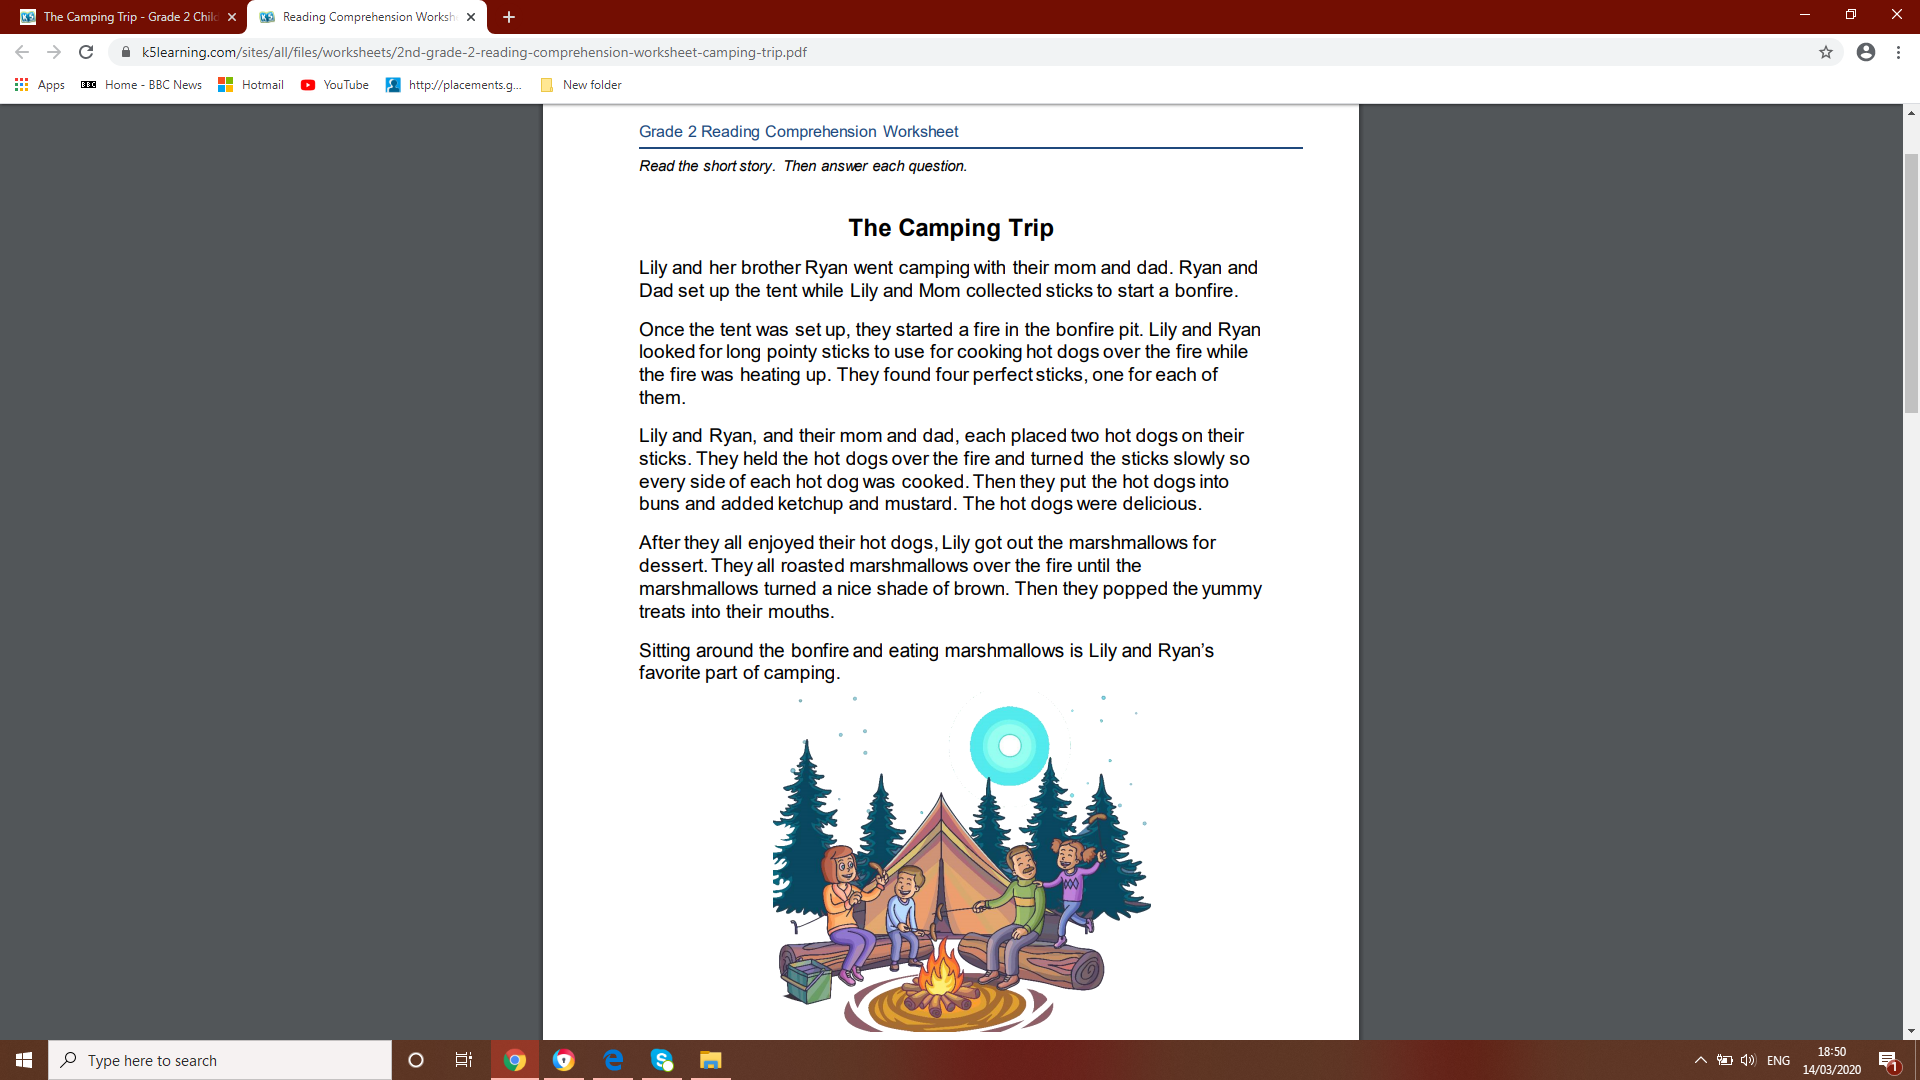 The Camping Trip - Grade 2 Chil
Reading Comprehension Worksh
k5learning.com/sites/all/files/worksheets/2nd-grade-2-reading-comprehension-worksheet-camping-trip.pdf
Apps
BBC Home - BBC News
Hotmail
YouTube
http://placements.g...
New folder
Grade 2 Reading Comprehension Worksheet
Read the short story. Then answer each question.
The Camping Trip
Lily and her brother Ryan went camping with their mom and dad. Ryan and
Dad set up the tent while Lily and Mom collected sticks to start a bonfire.
Once the tent was set up, they started a fire in the bonfire pit. Lily and Ryan
looked for long pointy sticks to use for cooking hot dogs over the fire while
the fire was heating up. They found four perfect sticks, one for each of
them.
Lily and Ryan, and their mom and dad, each placed two hot dogs on their
sticks. They held the hot dogs over the fire and turned the sticks slowly so
every side of each hot dog was cooked. Then they put the hot dogs into
buns and added ketchup and mustard. The hot dogs were delicious.
After they all enjoyed their hot dogs, Lily got out the marshmallows for
dessert. They all roasted marshmallows over the fire until the
marshmallows turned a nice shade of brown. Then they popped the yummy
treats into their mouths.
Sitting around the bonfire and eating marshmallows is Lily and Ryan's
favorite part of camping.
Type here to search
ENG
18:50
14/03/2020
1